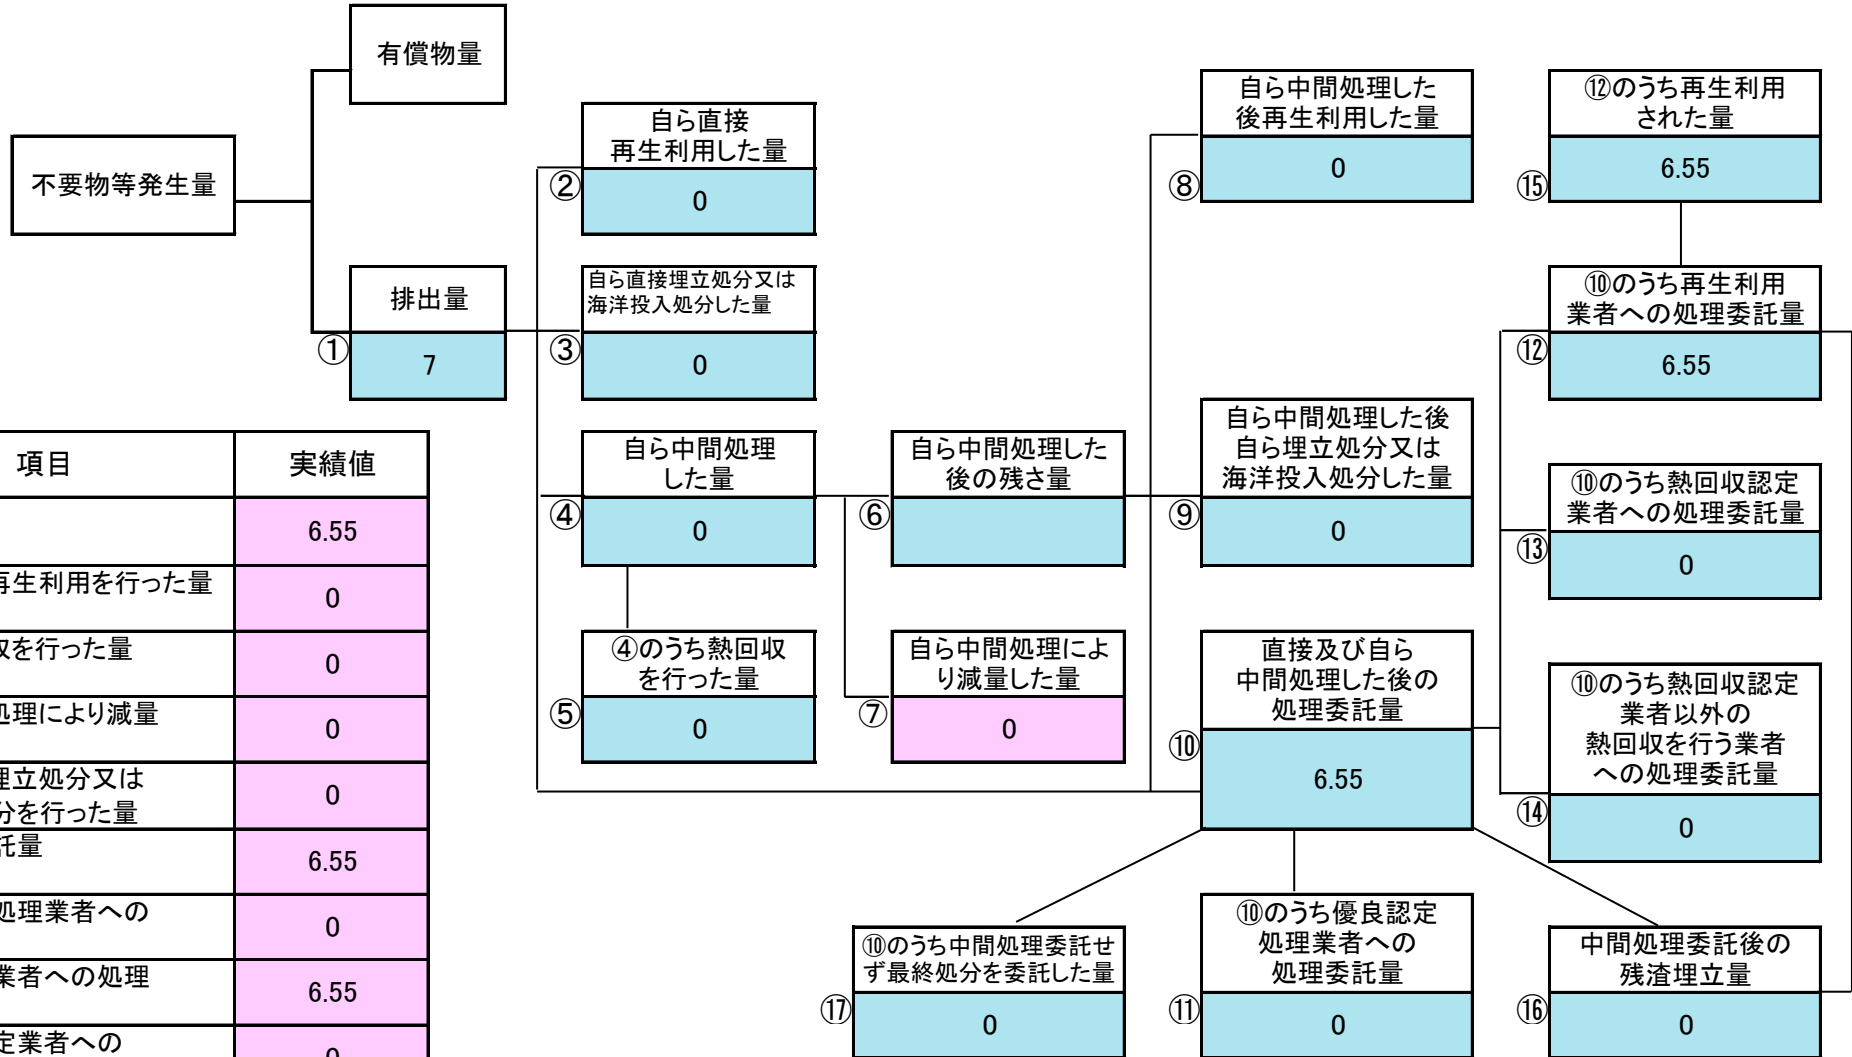 有償物量
不要物等発生量
排出量
①
7
自ら直接
再生利用した量
②
0
自ら直接埋立処分又は
海洋投入処分した量
③
0
自ら中間処理
した量
④
0
④のうち熱回収
を行った量
⑤
0
自ら中間処理した
後の残さ量
⑥
自ら中間処理によ
り減量した量
⑦
0
自ら中間処理した
後再生利用した量
⑧
0
自ら中間処理した後
自ら埋立処分又は
海洋投入処分した量
⑨
0
直接及び自ら
中間処理した後の
処理委託量
⑩
6.55
⑫のうち再生利用
された量
⑮
6.55
⑩のうち再生利用
業者への処理委託量
⑫
6.55
⑩のうち熱回収認定
業者への処理委託量
⑬
0
⑩のうち熱回収認定
業者以外の
熱回収を行う業者
への処理委託量
⑭
0
⑩のうち中間処理委託せ
ず最終処分を委託した量
⑰
0
⑩のうち優良認定
処理業者への
処理委託量
⑪
0
中間処理委託後の
残渣埋立量
⑯
0
項目 実績値
6.55
再生利用を行った量 0
を行った量 0
処理により減量 0
埋立処分又は
分を行った量 0
託量 6.55
処理業者への 0
業者への処理 6.55
定業者への 0